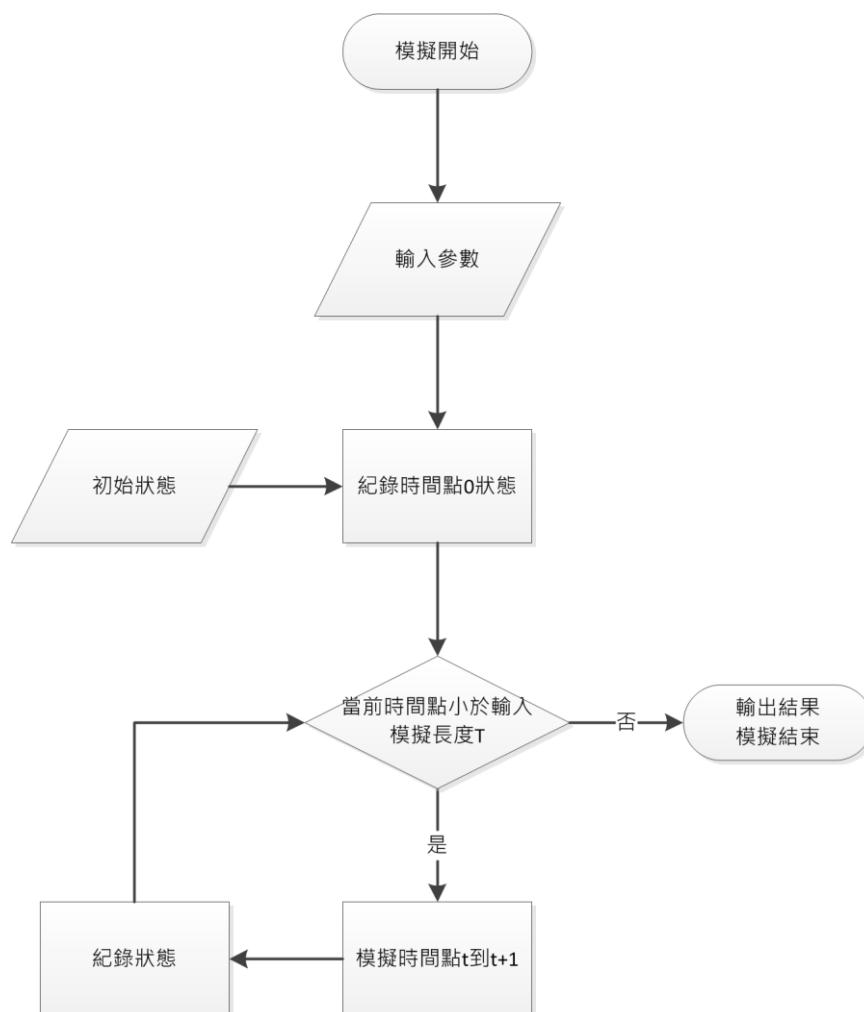 模擬開始
輸入參數
初始狀態
紀錄時間點0狀態
當前時間點小於輸入
模擬長度T
否
輸出結果
模擬結束
是
紀錄狀態
模擬時間點t到t+1